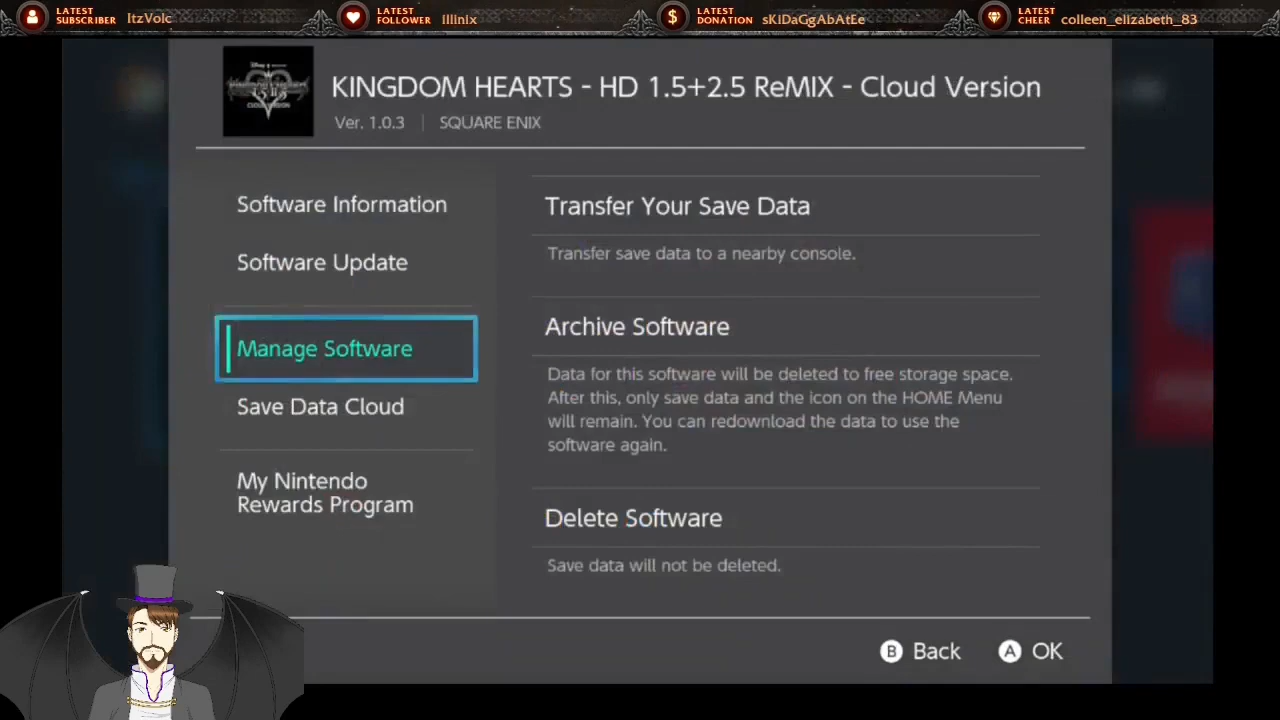 LATEST SUBSCRIBER ItzVolc
LATEST FOLLOWER
LATEST DONATION sKiDaGgAbAtEe
LATEST CHEER colleen_elizabeth_83
KINGDOM HEARTS - HD 1.5+2.5 ReMIX - Cloud Version
Ver. 1.0.3 | SQUARE ENIX
Software Information
Software Update
Manage Software
Save Data Cloud
My Nintendo
Rewards Program
Transfer Your Save Data
Transfer save data to a nearby console.
Archive Software
Data for this software will be deleted to free storage space.
After this, only save data and the icon on the HOME Menu
will remain. You can redownload the data to use the
software again.
Delete Software
Save data will not be deleted.
B Back
A OK